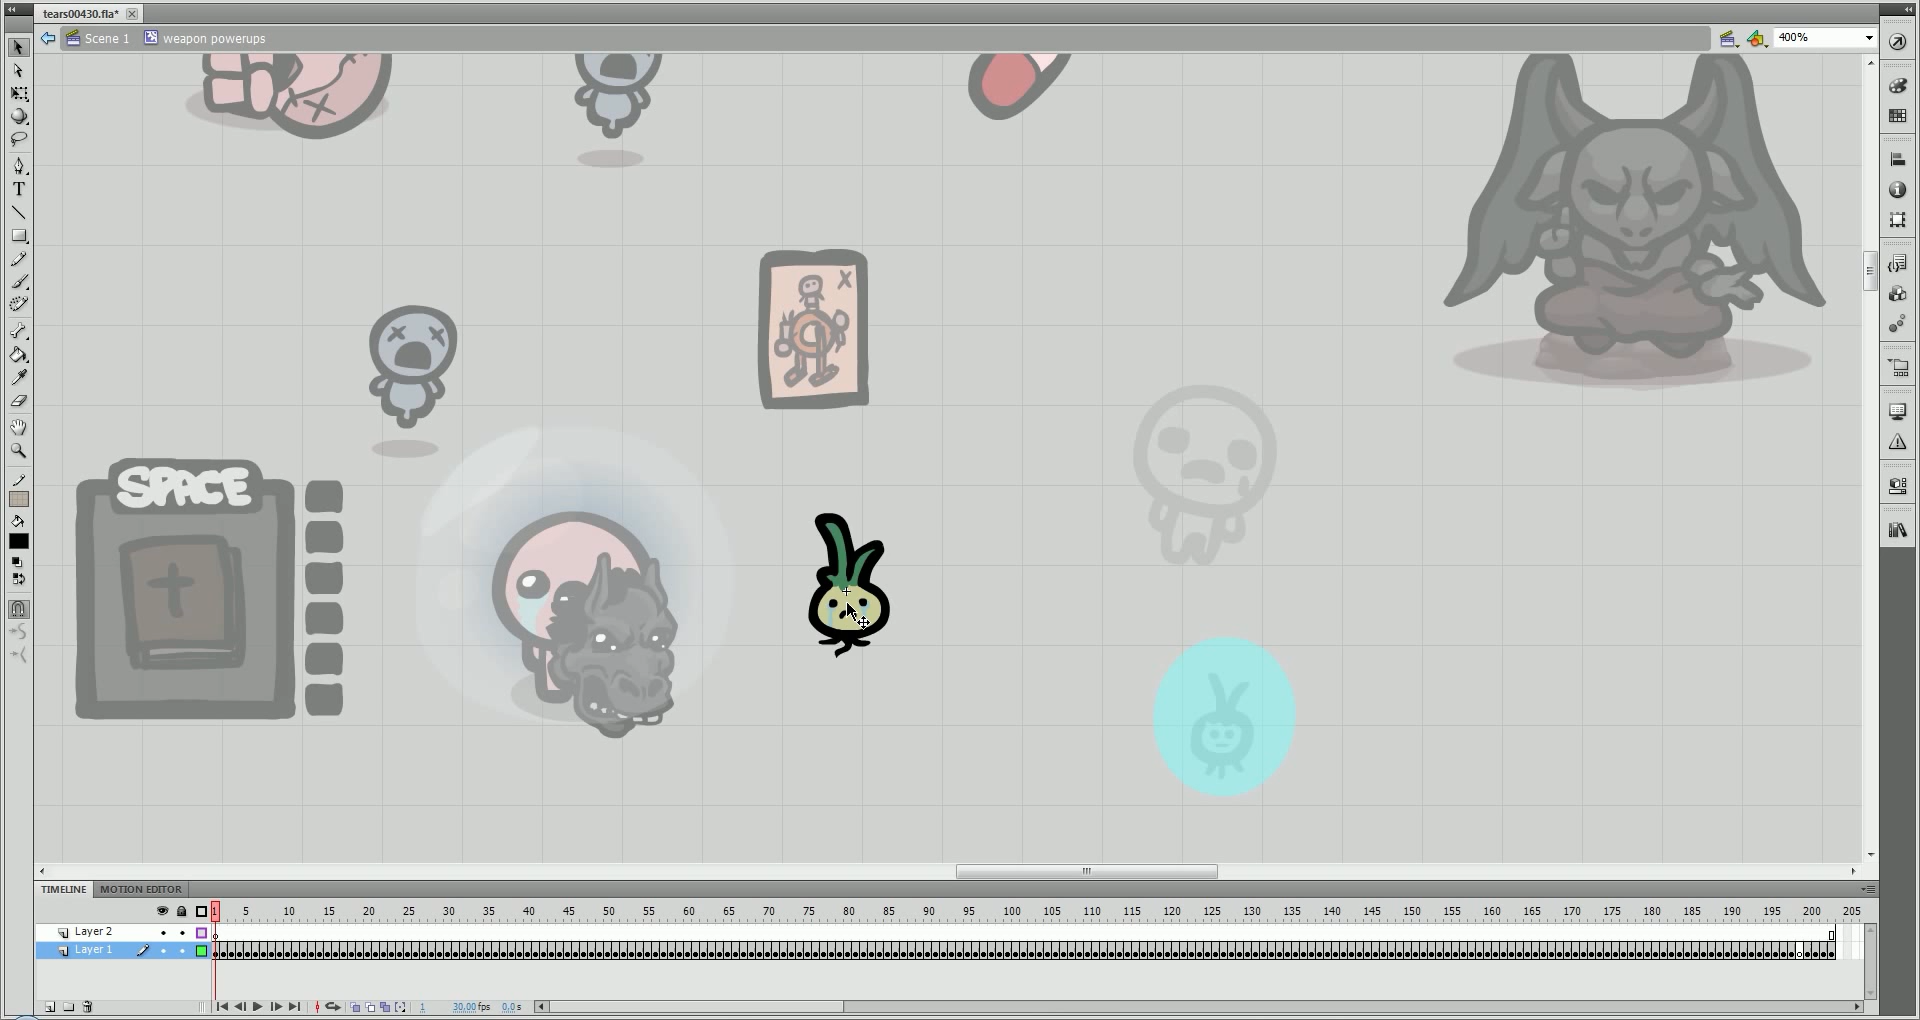 tears00430.fla*
Scene 1 weapon powerups 400%
X
SPACE
T
TIMELINE MOTION EDITOR
1 5 10 15 20 25 30 35 40 45 50 55 60 65 70 75 80 85 90 95 100 105 110 115 120 125 130 135 140 145 150 155 160 165 170 175 180 185 190 195 200 205
Layer 2
Layer 1
1 30.00 fps 0.0 s